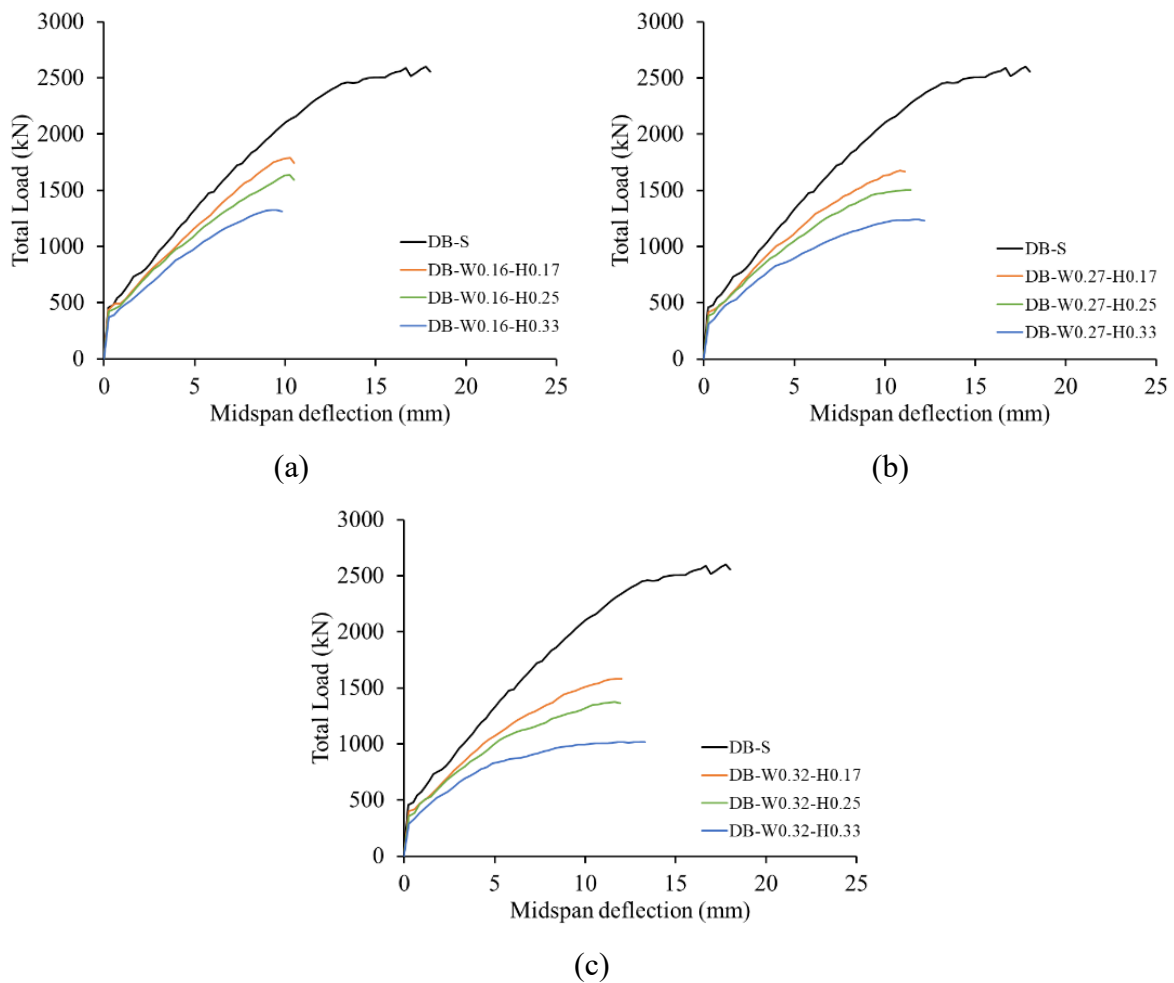 Total Load (kN)
3000
2500
2000
1500
1000
500
0
0 5 10 15 20 25
Midspan deflection (mm)
DB-S
DB-W0.16-H0.17
DB-W0.16-H0.25
DB-W0.16-H0.33
(a)
Total Load (kN)
3000
2500
2000
1500
1000
500
0
0 5 10 15 20 25
Midspan deflection (mm)
DB-S
DB-W0.27-H0.17
DB-W0.27-H0.25
DB-W0.27-H0.33
(b)
Total Load (kN)
3000
2500
2000
1500
1000
500
0
0 5 10 15 20 25
Midspan deflection (mm)
DB-S
DB-W0.32-H0.17
DB-W0.32-H0.25
DB-W0.32-H0.33
(c)